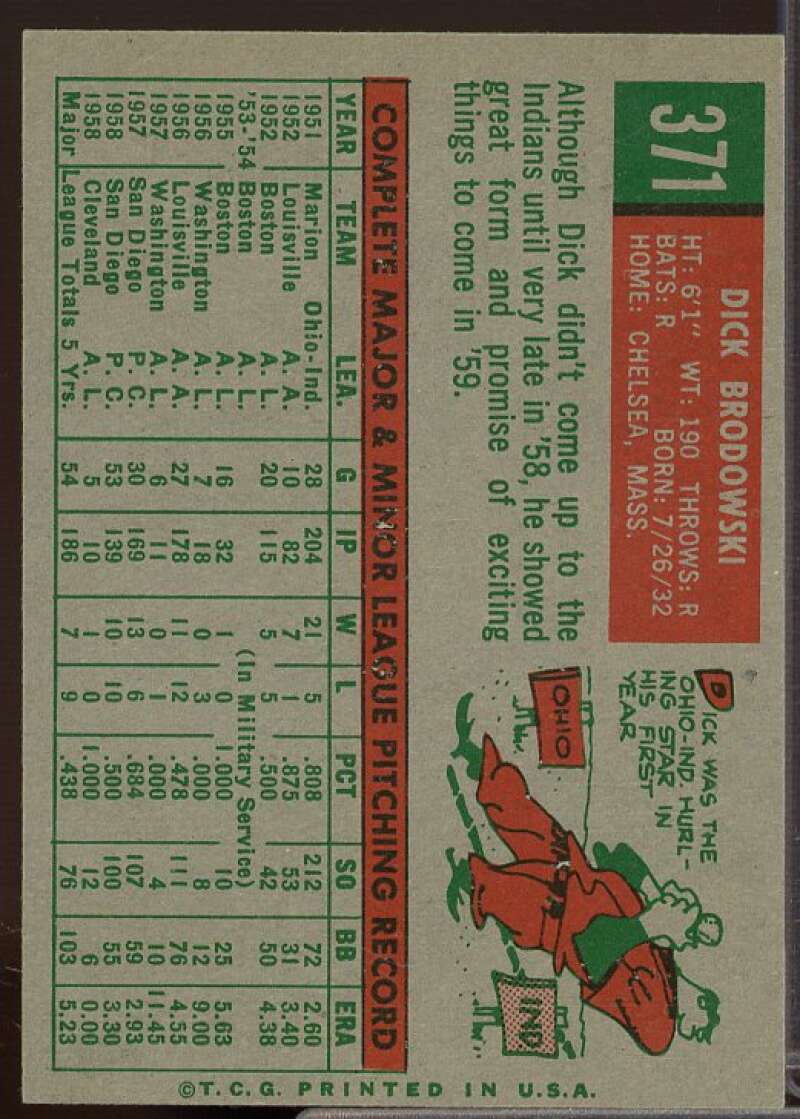 371
DICK BRODOWSKI
HT: 6'1" WT: 190 THROWS: R
BATS: R BORN: 7/26/32
HOME: CHELSEA, MASS.
Although Dick didn't come up to the
Indians until very late in '58, he showed
great form and promise of exciting
things to come in '59.
DICK WAS THE
OHIO-IND. HURL-
ING STAR IN
HIS FIRST
YEAR
OHIO
IND.
COMPLETE MAJOR & MINOR LEAGUE PITCHING RECORD
YEAR TEAM LEA. G IP W L PCT SO BB ERA
1951 Marion Ohio-Ind. 28 204 21 5 .808 212 72 2.60
1952 Louisville A. A. 10 82 7 1 .875 53 31 3.40
1952 Boston A. L. 20 115 5 5 .500 42 50 4.38
'53-'54 Boston A. L. (In Military Service)
1955 Boston A. L. 16 32 1 0 1.000 10 25 5.63
1956 Washington A. L. 7 18 0 3 .000 8 12 9.00
1956 Louisville A. A. 27 178 11 12 .478 111 76 4.55
1957 Washington A. L. 6 11 0 1 .000 4 10 11.45
1957 San Diego P. C. 30 169 13 6 .684 107 59 2.93
1958 San Diego P. C. 53 139 10 10 .500 100 55 3.30
1958 Cleveland A. L. 5 10 1 0 1.000 12 6 0.00
Major League Totals 5 Yrs. 54 186 7 9 .438 76 103 5.23
©T.C.G. PRINTED IN U.S.A.